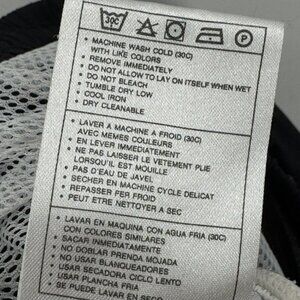 30C P
• MACHINE WASH COLD (30C)
WITH LIKE COLORS
• REMOVE IMMEDIATELY
• DO NOT ALLOW TO LAY ON ITSELF WHEN WET
• DO NOT BLEACH
• TUMBLE DRY LOW
• COOL IRON
• DRY CLEANABLE
• LAVER A MACHINE A FROID (30C)
AVEC MEMES COULEURS
• EN LEVER IMMEDIATEMENT
• NE PAS LAISSER LE VETEMENT PLIE
LORSQU'IL EST MOUILLE
• PAS D'EAU DE JAVEL
• SECHER EN MACHINE CYCLE DELICAT
• REPASSER PER FROID
• PEUT ETRE NETTOYER A SEC
• LAVAR EN MAQUINA CON AGUA FRIA (30C)
CON COLORES SIMILARES
• SACAR INMEDIATAMENTE
• NO DOBLAR PRENDA MOJADA
• NO USAR BLANQUEADORES
• USAR SECADORA CICLO LENTO
• USAR PLANCHA FRIA
• SE PUEDE LAVAR EN SECO